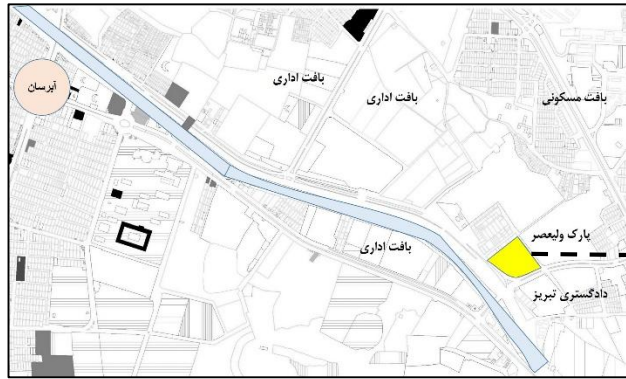 آبرسان
بافت اداری
بافت اداری
بافت مسکونی
بافت اداری
پارک ولیعصر
دادگستری تبریز